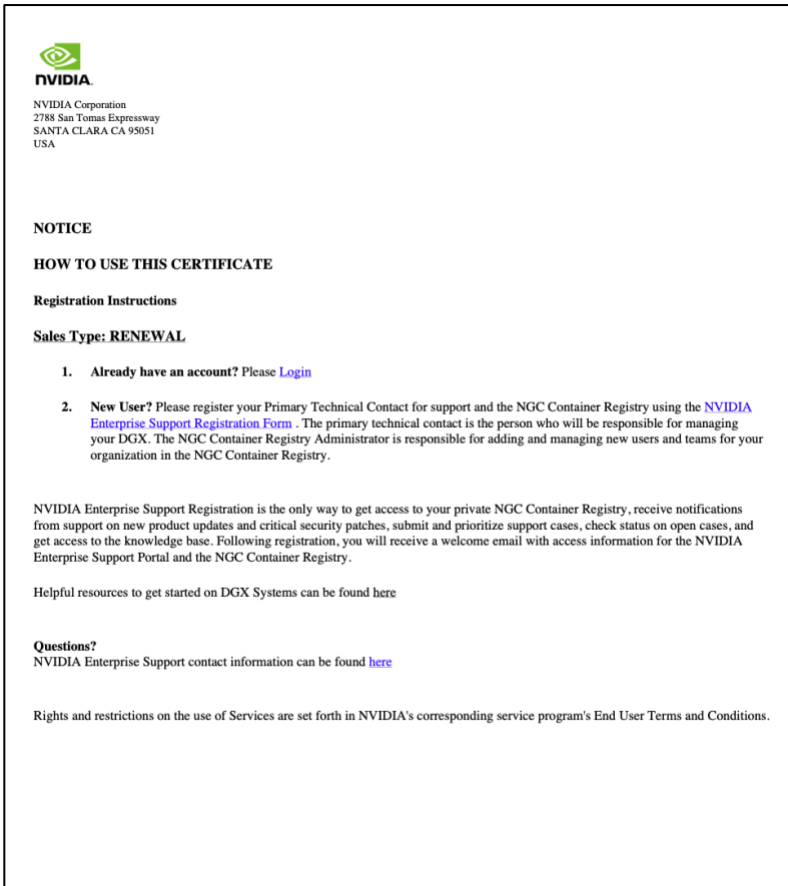 NVIDIA.
NVIDIA Corporation
2788 San Tomas Expressway
SANTA CLARA CA 95051
USA
NOTICE
HOW TO USE THIS CERTIFICATE
Registration Instructions
Sales Type: RENEWAL
1. Already have an account? Please Login
2. New User? Please register your Primary Technical Contact for support and the NGC Container Registry using the NVIDIA
Enterprise Support Registration Form . The primary technical contact is the person who will be responsible for managing
your DGX. The NGC Container Registry Administrator is responsible for adding and managing new users and teams for your
organization in the NGC Container Registry.
NVIDIA Enterprise Support Registration is the only way to get access to your private NGC Container Registry, receive notifications
from support on new product updates and critical security patches, submit and prioritize support cases, check status on open cases, and
get access to the knowledge base. Following registration, you will receive a welcome email with access information for the NVIDIA
Enterprise Support Portal and the NGC Container Registry.
Helpful resources to get started on DGX Systems can be found here
Questions?
NVIDIA Enterprise Support contact information can be found here
Rights and restrictions on the use of Services are set forth in NVIDIA's corresponding service program's End User Terms and Conditions.